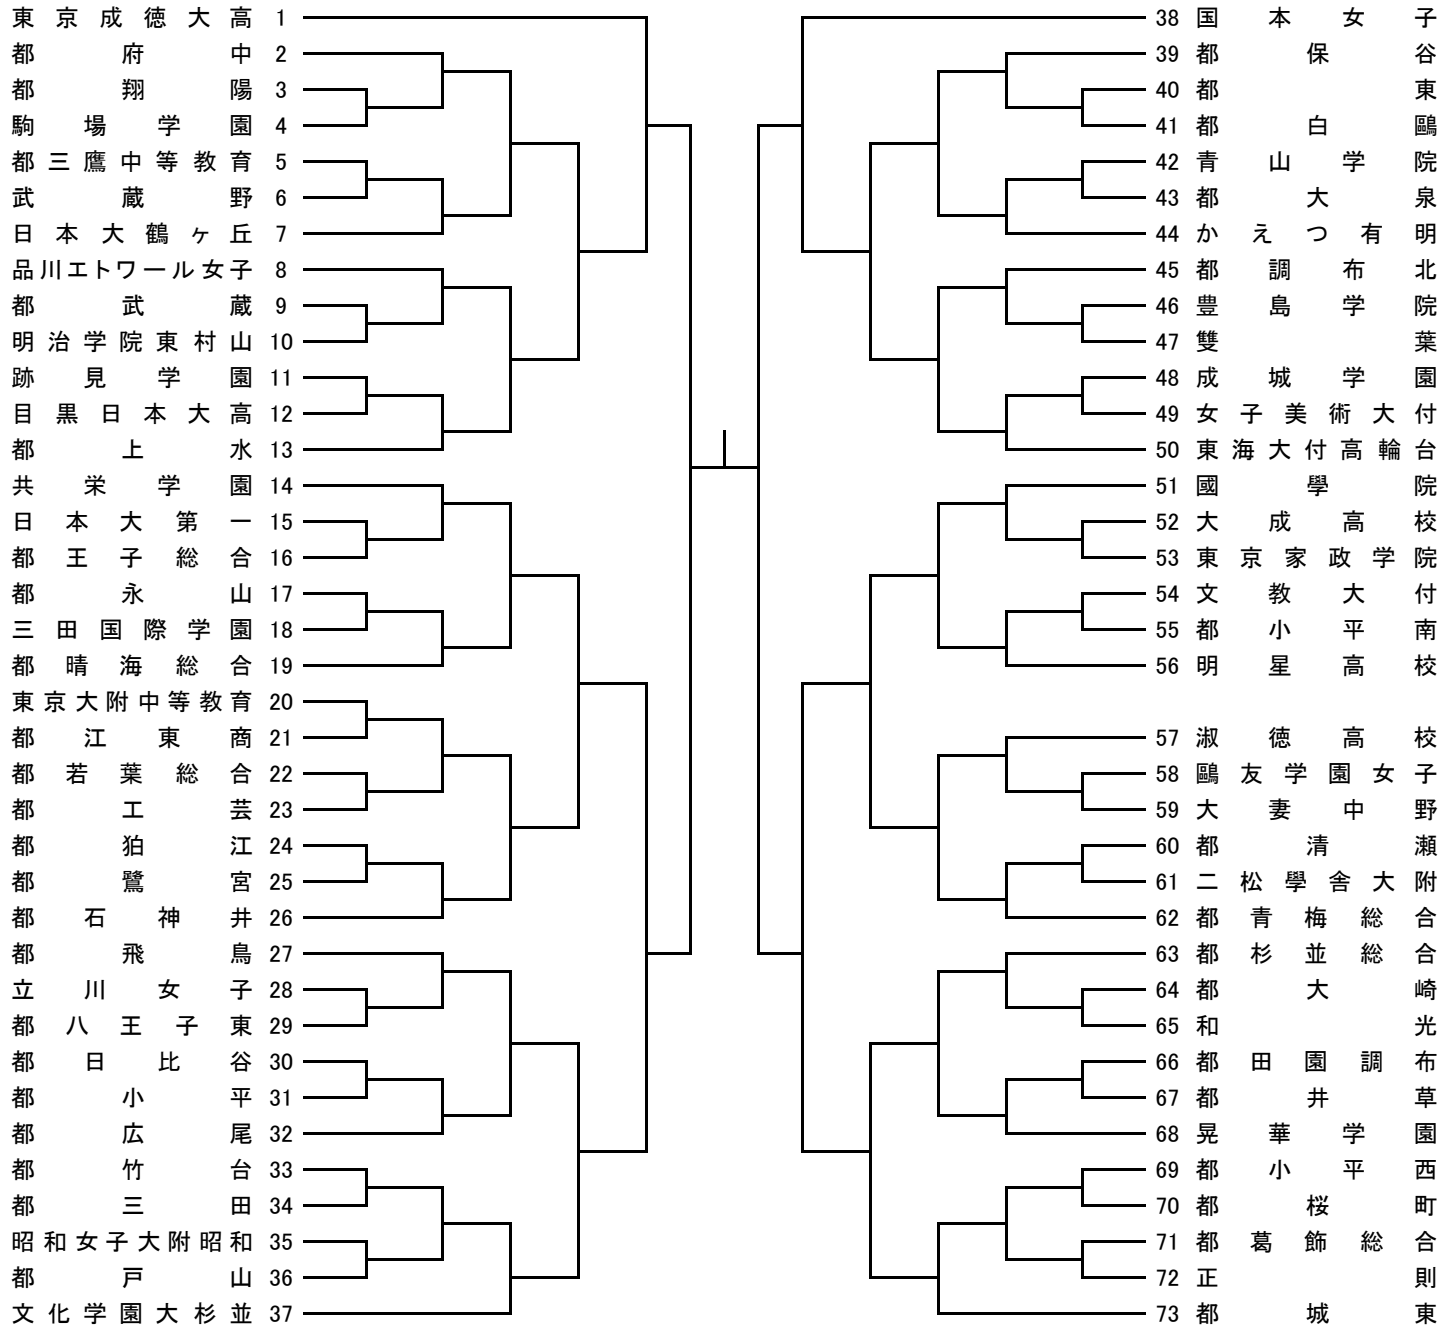 東京成徳大高 1
都府中 2
都翔陽 3
駒場学園 4
都三鷹中等教育 5
武蔵野 6
日本大鶴ヶ丘 7
品川エトワール女子 8
都武蔵 9
明治学院東村山 10
跡見学園 11
目黒日本大高 12
都上水 13
共栄学園 14
日本大第一 15
都王子総合 16
都永山 17
三田国際学園 18
都晴海総合 19
東京大附中等教育 20
都江東商 21
都若葉総合 22
都工芸 23
都狛江 24
都鷺宮 25
都石神井 26
都飛鳥 27
立川女子 28
都八王子東 29
都日比谷 30
都小平 31
都広尾 32
都竹台 33
都三田 34
昭和女子大附昭和 35
都戸山 36
文化学園大杉並 37
38 国本女子
39 都保谷
40 都東
41 都白鷗
42 青山学院
43 都大泉
44 かえつ有明
45 都調布北
46 豊島学院
47 雙葉
48 成城学園
49 女子美術大付
50 東海大付高輪台
51 國學院
52 大成高校
53 東京家政学院
54 文教大付
55 都小平南
56 明星高校
57 淑徳高校
58 鷗友学園女子
59 大妻中野
60 都清瀬
61 二松學舎大附
62 都青梅総合
63 都杉並総合
64 都大崎
65 和光
66 都田園調布
67 都井草
68 晃華学園
69 都小平西
70 都桜町
71 都葛飾総合
72 正則
73 都城東